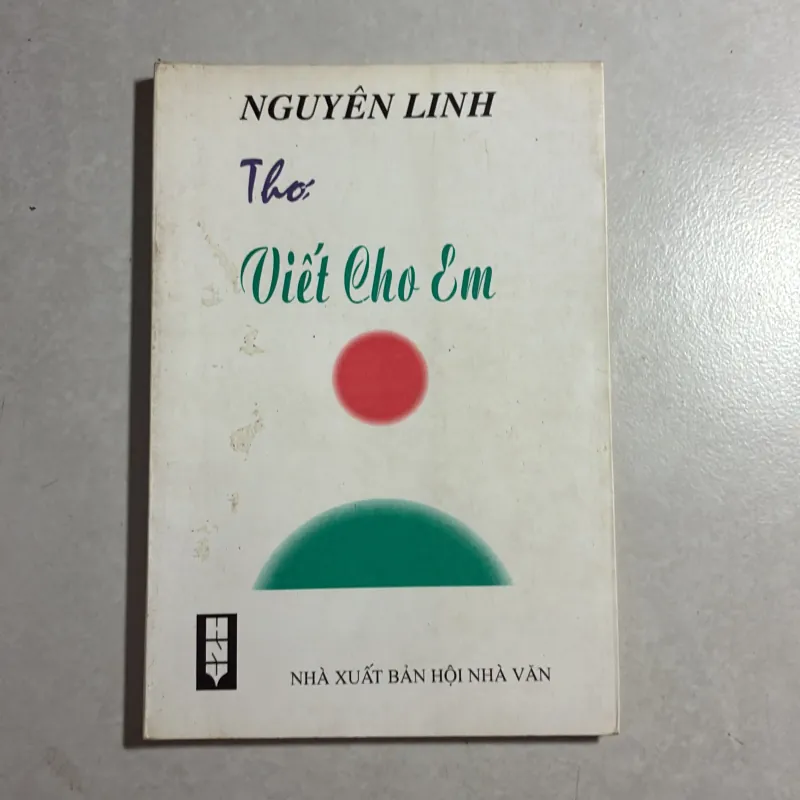 NGUYÊN LINH
Thơ
Viết Cho Em
NHÀ XUẤT BẢN HỘI NHÀ VĂN